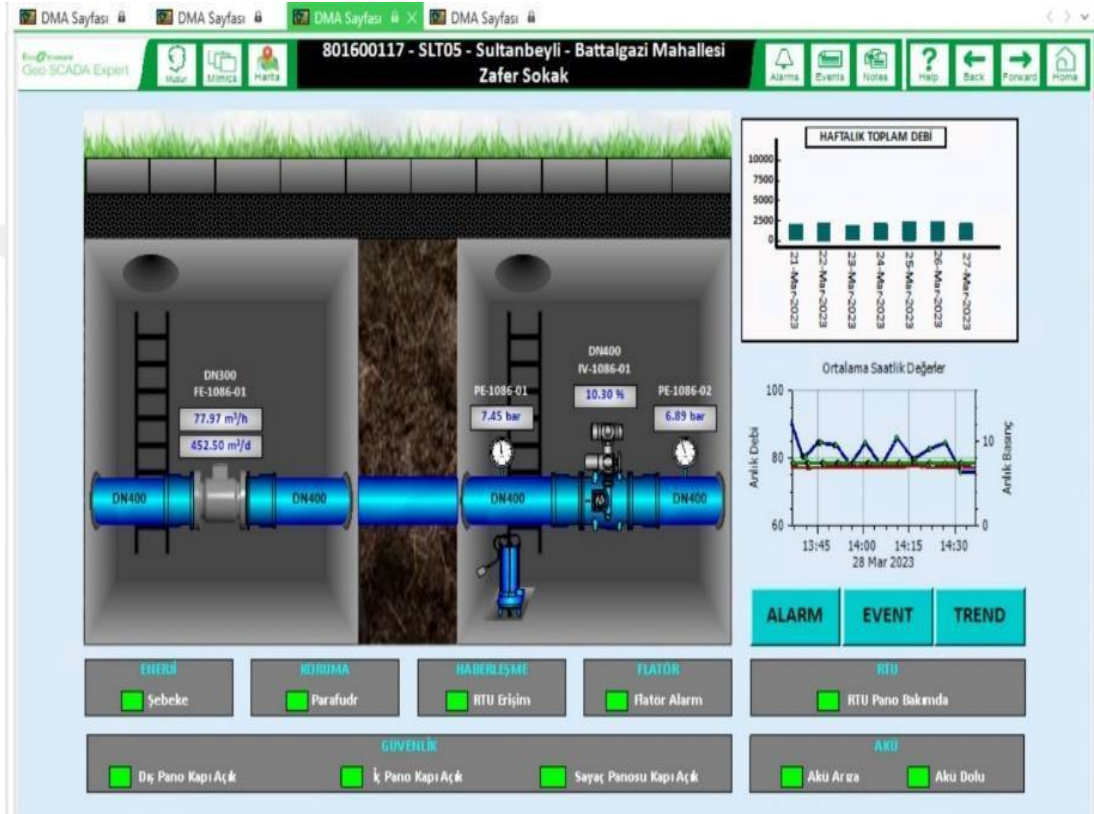 DMA Sayfası
DMA Sayfası
DMA Sayfası
DMA Sayfası
Geo SCADA Expert
Mimics
Harita
801600117 - SLT05 - Sultanbeyli - Battalgazi Mahallesi
Zafer Sokak
Alarms
Events
Notes
Help
Back
Forward
Home
HAFTALIK TOPLAM DEBİ
10000
7500
5000
2500
0
21-Mar-2023
22-Mar-2023
23-Mar-2023
24-Mar-2023
25-Mar-2023
26-Mar-2023
27-Mar-2023
DN300
FE-1086-01
77.97 m³/h
452.50 m³/d
DN400
DN400
PE-1086-01
7.45 bar
DN400
IV-1086-01
10.30 %
PE-1086-02
6.89 bar
DN400
DN400
Ortalama Saatlik Değerler
100
80
60
Anlık Debi
10
0
Anlık Basınç
13:45 14:00 14:15 14:30
28 Mar 2023
ALARM EVENT TREND
ENERJİ
Şebeke
KORUMA
Parafudr
HABERLEŞME
RTU Erişim
FLATÖR
Flatör Alarm
RTU
RTU Pano Bakımda
GÜVENLİK
Dış Pano Kapı Açık
İç Pano Kapı Açık
Sayaç Panosu Kapı Açık
AKÜ
Akü Arıza
Akü Dolu